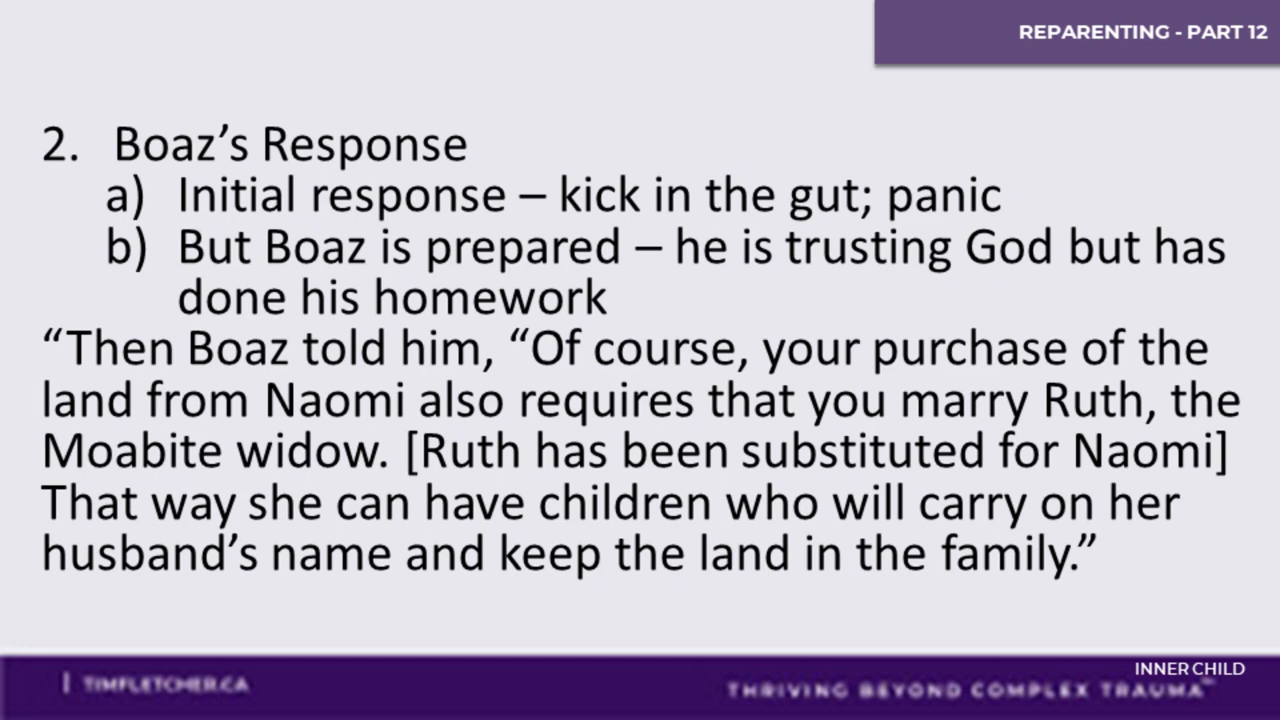 REPARENTING - PART 12
2. Boaz’s Response
a) Initial response – kick in the gut; panic
b) But Boaz is prepared – he is trusting God but has
done his homework
“Then Boaz told him, “Of course, your purchase of the
land from Naomi also requires that you marry Ruth, the
Moabite widow. [Ruth has been substituted for Naomi]
That way she can have children who will carry on her
husband’s name and keep the land in the family.”
INNER CHILD
| TIMFLETCHER.CA
THRIVING BEYOND COMPLEX TRAUMA™